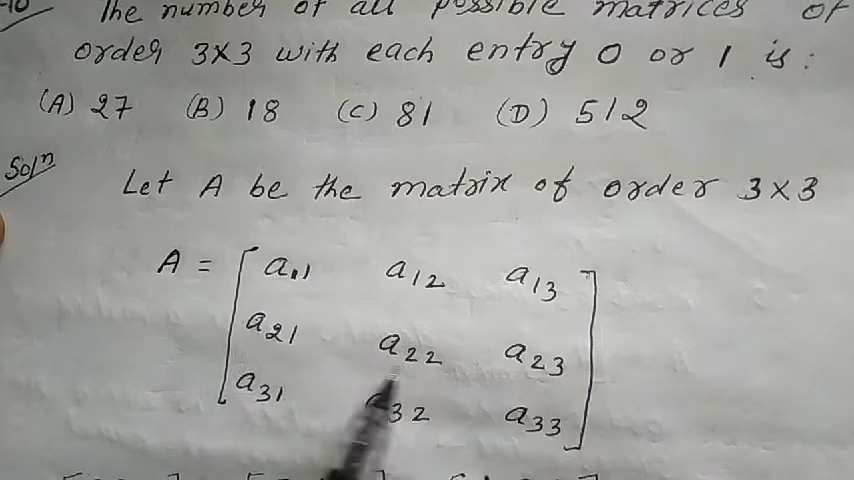 The number of all possible matrices of
order 3×3 with each entry 0 or 1 is :
(A) 27 (B) 18 (C) 81 (D) 512
Solⁿ
Let A be the matrix of order 3×3
A = [ a11 a12 a13
a21 a22 a23
a31 a32 a33 ]